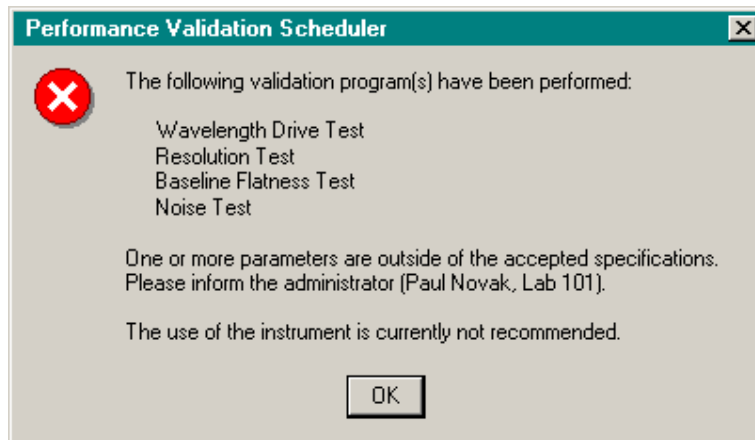 Performance Validation Scheduler
The following validation program(s) have been performed:
Wavelength Drive Test
Resolution Test
Baseline Flatness Test
Noise Test
One or more parameters are outside of the accepted specifications.
Please inform the administrator (Paul Novak, Lab 101).
The use of the instrument is currently not recommended.
OK